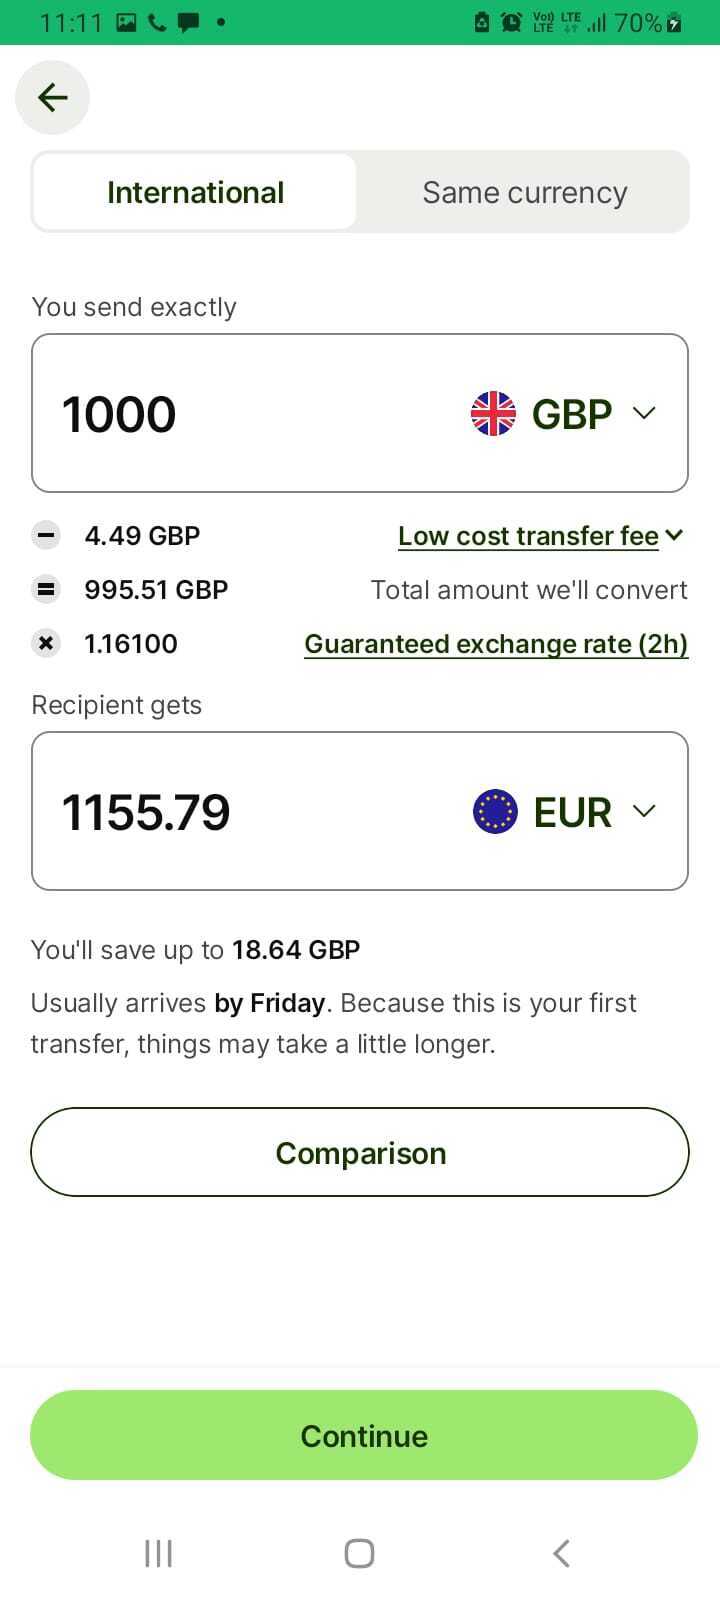 11:11 70%
Vo)) LTE
LTE
International Same currency
You send exactly
1000 GBP
4.49 GBP Low cost transfer fee
995.51 GBP Total amount we'll convert
1.16100 Guaranteed exchange rate (2h)
Recipient gets
1155.79 EUR
You'll save up to 18.64 GBP
Usually arrives by Friday. Because this is your first
transfer, things may take a little longer.
Comparison
Continue